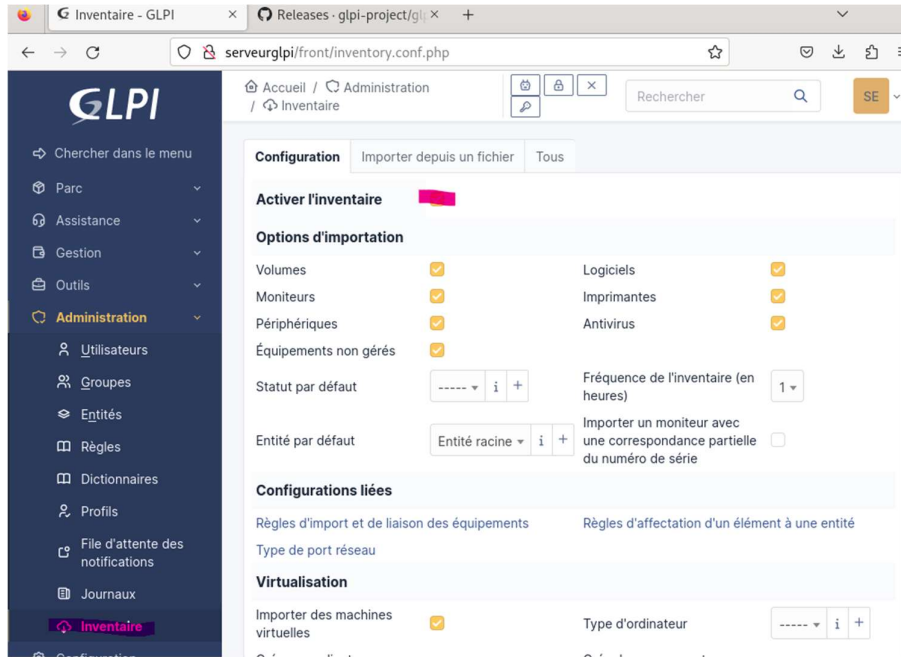 GLPI Inventaire - GLPI ×
Releases · glpi-project/gl × +
serveurglpi/front/inventory.conf.php
GLPI
Chercher dans le menu
Parc
Assistance
Gestion
Outils
Administration
Utilisateurs
Groupes
Entités
Règles
Dictionnaires
Profils
File d'attente des
notifications
Journaux
Inventaire
Configuration
Accueil / Administration
/ Inventaire
Rechercher
SE
Configuration Importer depuis un fichier Tous
Activer l'inventaire
Options d'importation
Volumes Logiciels
Moniteurs Imprimantes
Périphériques Antivirus
Équipements non gérés
Statut par défaut ----- i + Fréquence de l'inventaire (en
heures) 1
Entité par défaut Entité racine i + Importer un moniteur avec
une correspondance partielle
du numéro de série
Configurations liées
Règles d'import et de liaison des équipements Règles d'affectation d'un élément à une entité
Type de port réseau
Virtualisation
Importer des machines
virtuelles Type d'ordinateur ----- i +